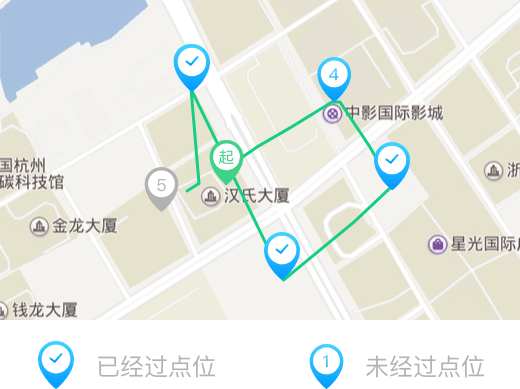 4
中影国际影城
起
国杭州
碳科技馆
5
浙
汉氏大厦
金龙大厦
星光国际
钱龙大厦
已经过点位
1
未经过点位